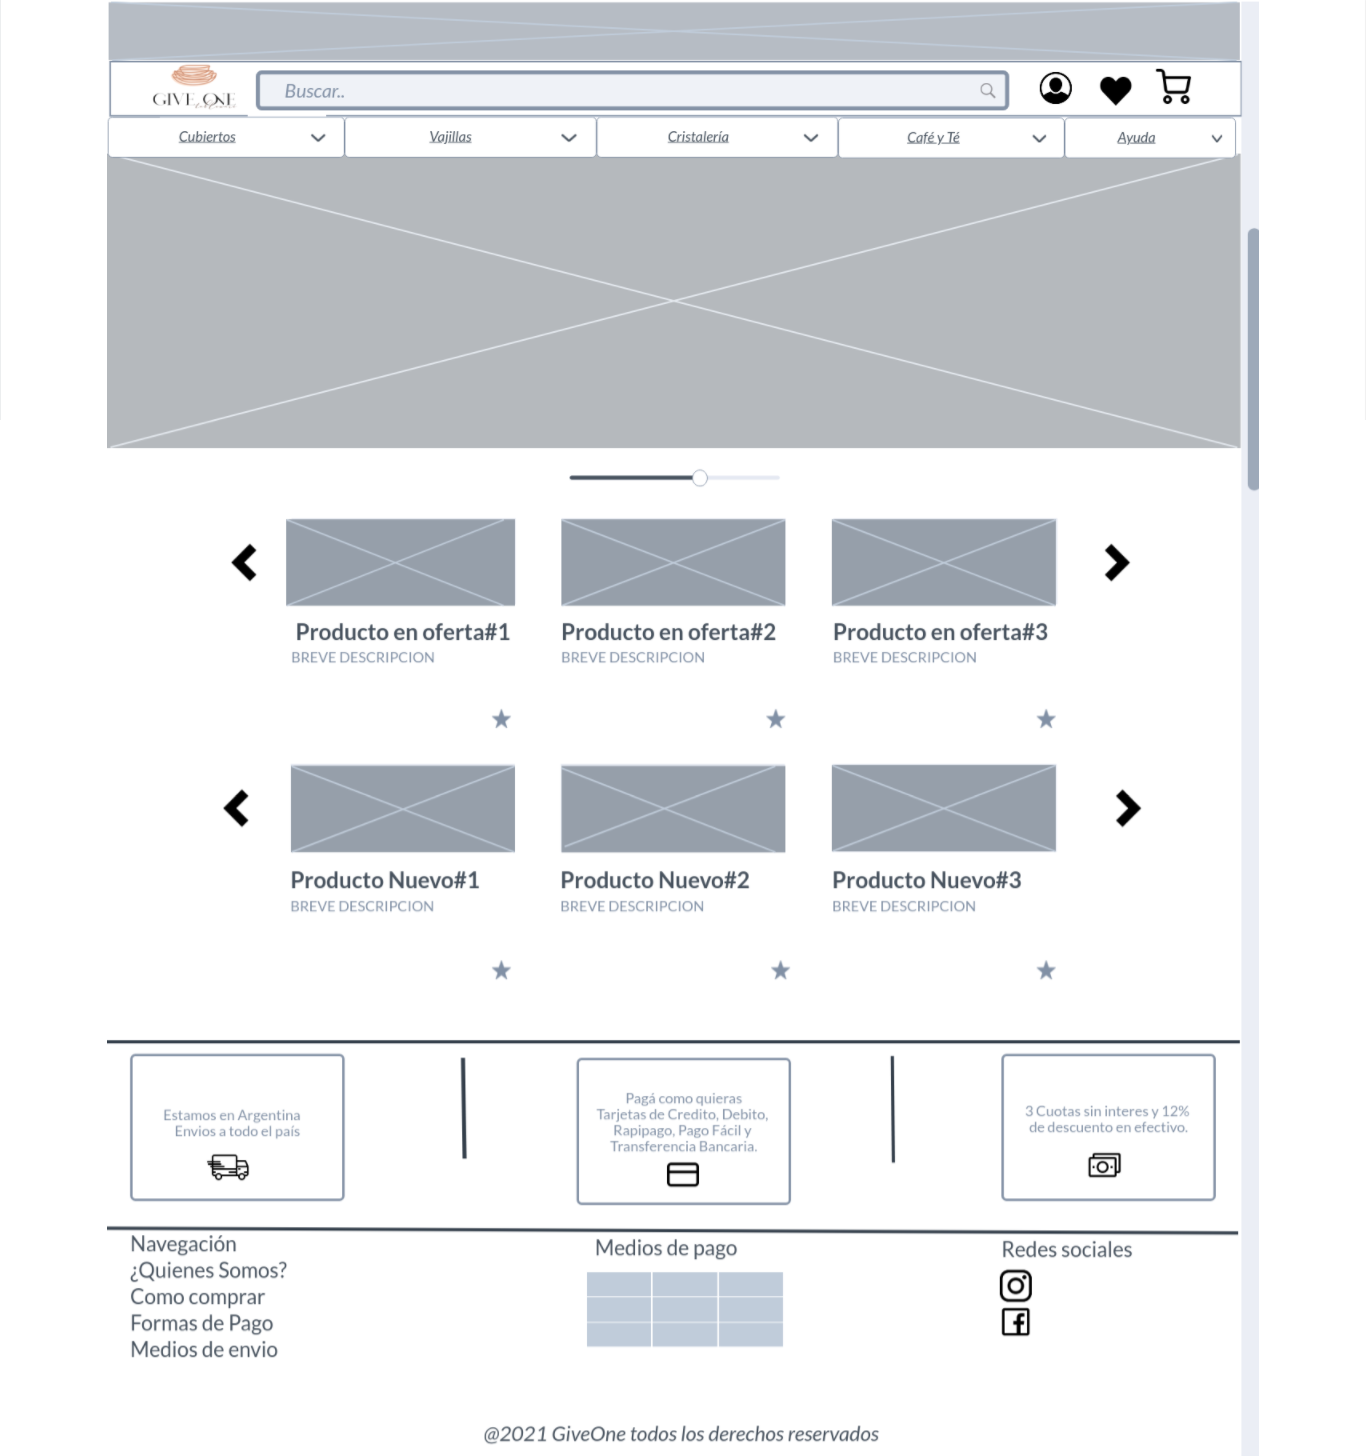 GIVE ONE
Buscar..
Cubiertos
Vajillas
Cristaleria
Café y Té
Ayuda
Producto en oferta#1
BREVE DESCRIPCION
Producto en oferta#2
BREVE DESCRIPCION
Producto en oferta#3
BREVE DESCRIPCION
Producto Nuevo#1
BREVE DESCRIPCION
Producto Nuevo#2
BREVE DESCRIPCION
Producto Nuevo#3
BREVE DESCRIPCION
Estamos en Argentina
Envios a todo el país
Pagá como quieras
Tarjetas de Credito, Debito,
Rapipago, Pago Fácil y
Transferencia Bancaria.
3 Cuotas sin interes y 12%
de descuento en efectivo.
Navegación
¿Quienes Somos?
Como comprar
Formas de Pago
Medios de envio
Medios de pago
Redes sociales
@2021 GiveOne todos los derechos reservados